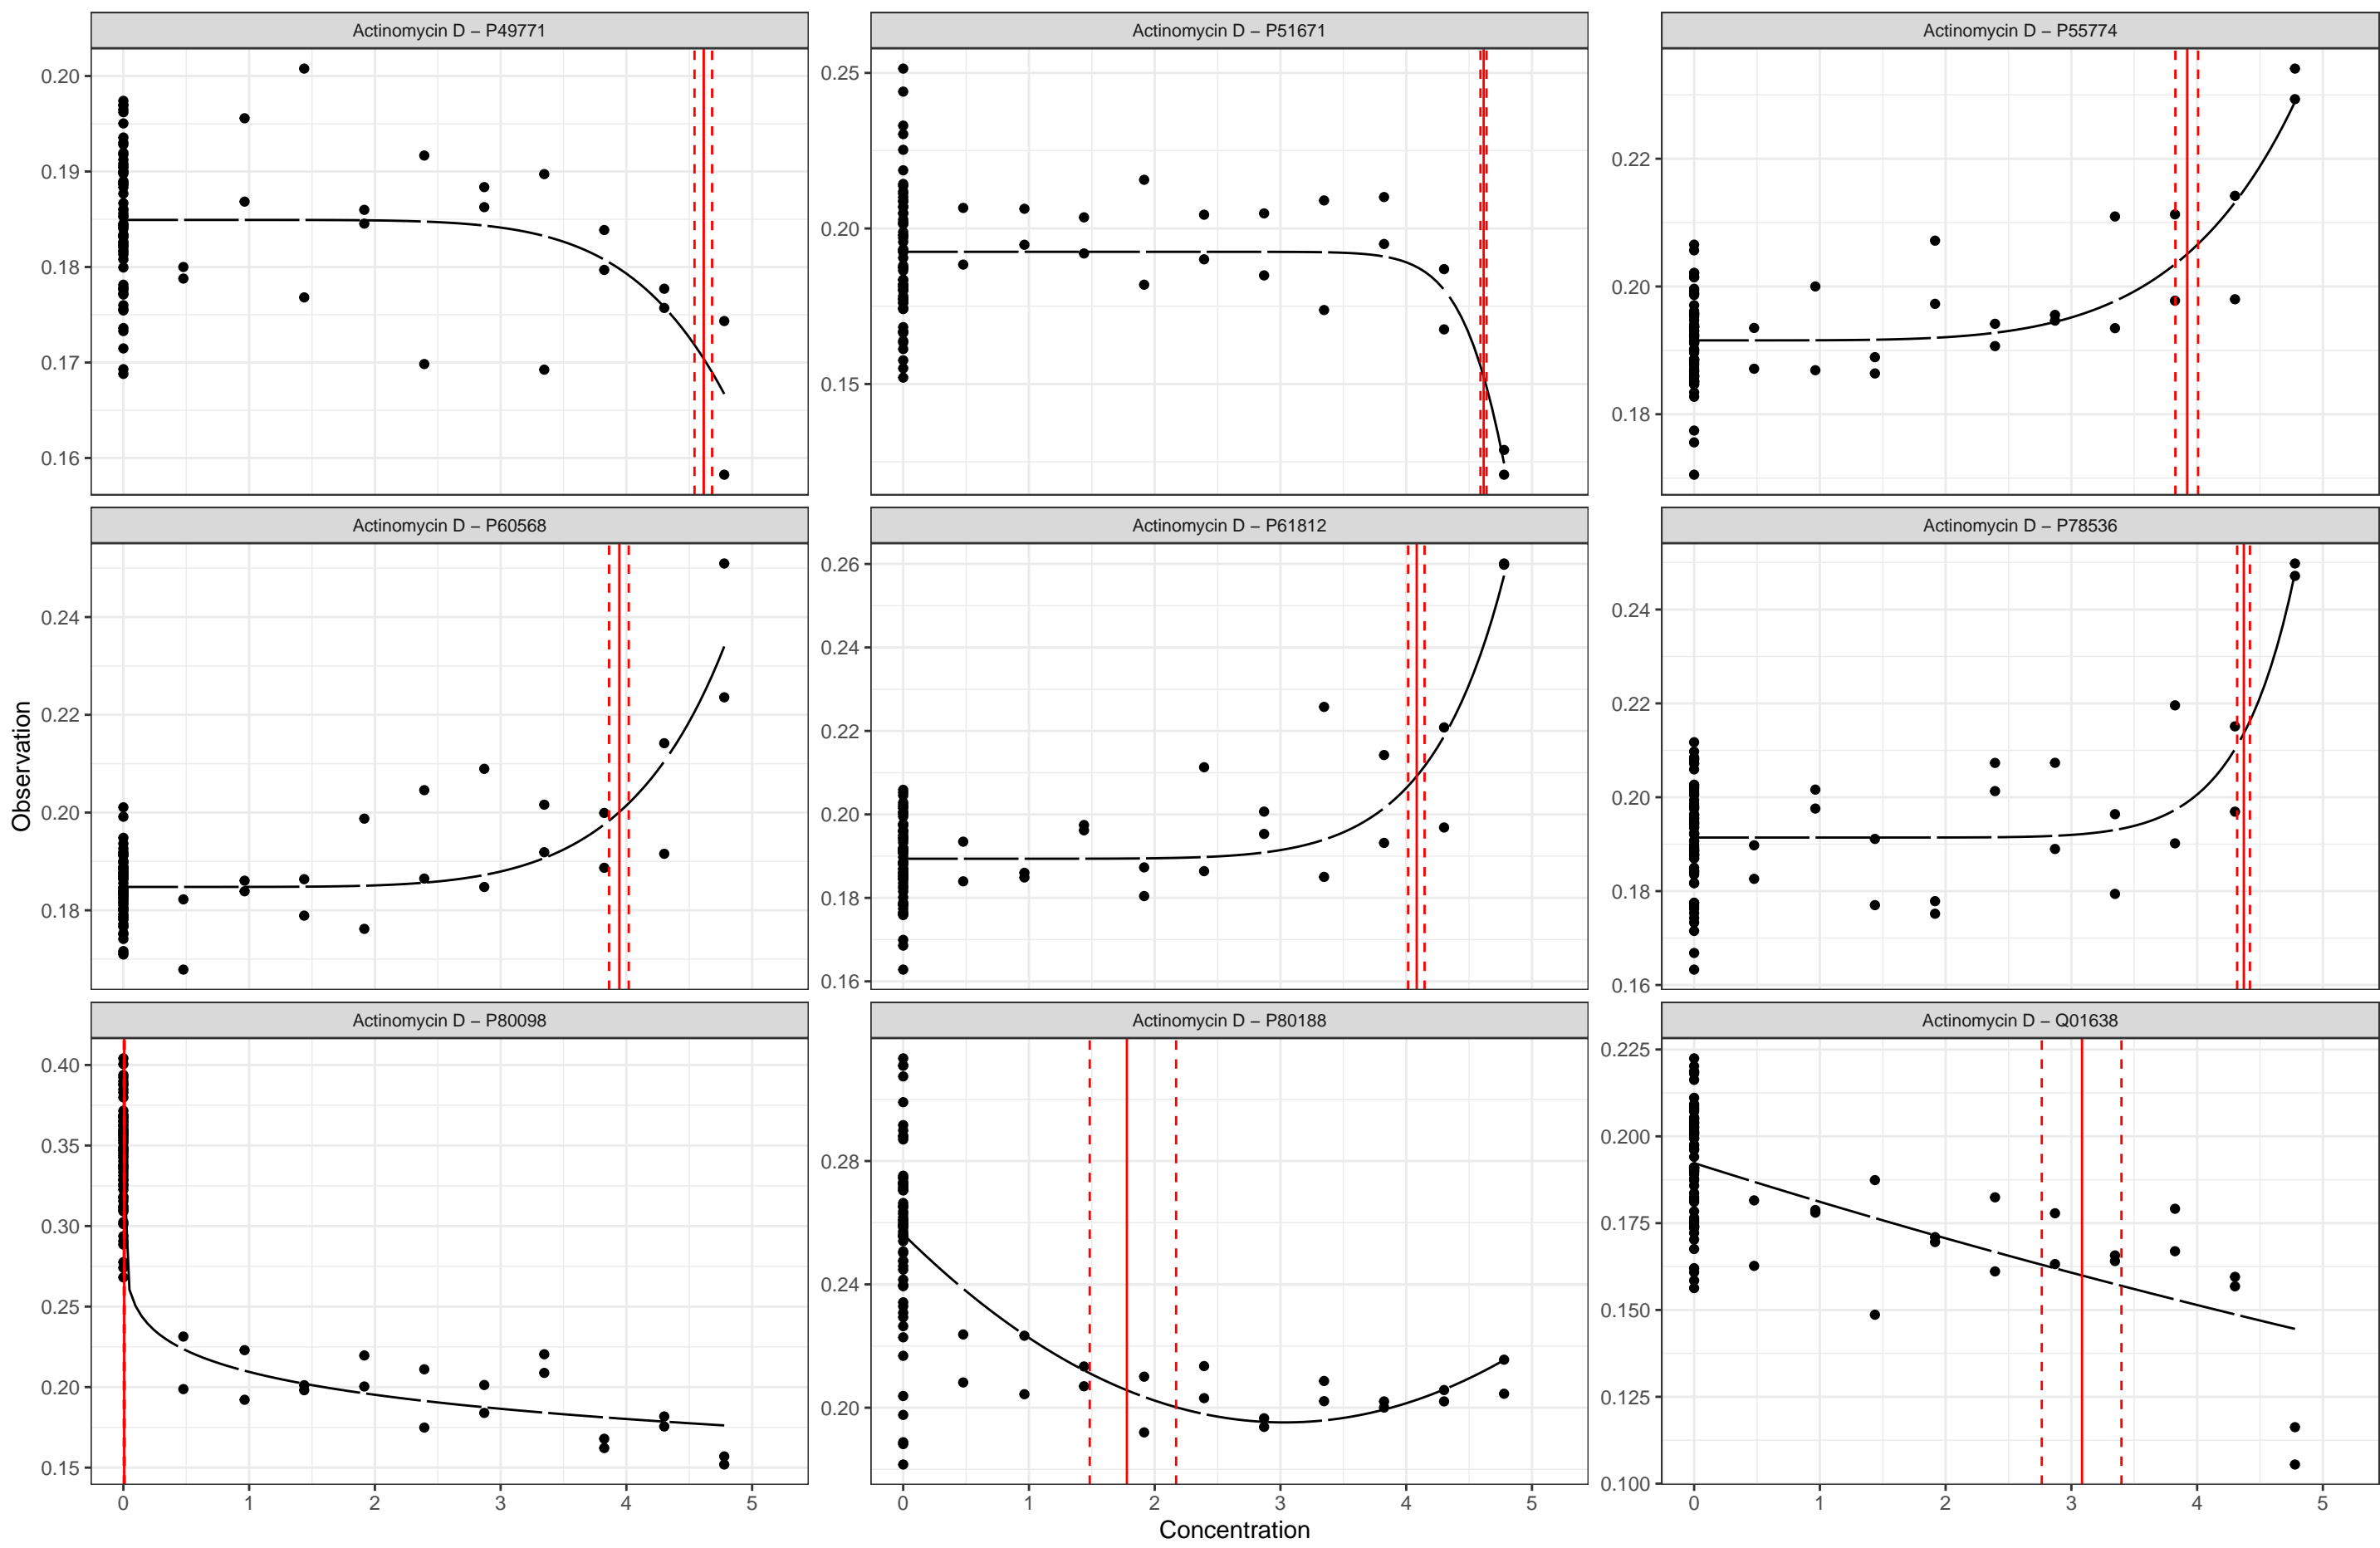 Actinomycin D − P49771
Actinomycin D − P51671
Actinomycin D − P55774
0.20
0.19
0.18
0.17
0.16
0.25
0.20
0.15
0.22
0.20
0.18
Actinomycin D − P60568
Actinomycin D − P61812
Actinomycin D − P78536
0.24
0.22
0.20
0.18
0.26
0.24
0.22
0.20
0.18
0.16
0.24
0.22
0.20
0.18
0.16
Observation
Actinomycin D − P80098
Actinomycin D − P80188
Actinomycin D − Q01638
0.40
0.35
0.30
0.25
0.20
0.15
0.28
0.24
0.20
0.225
0.200
0.175
0.150
0.125
0.100
0 1 2 3 4 5
0 1 2 3 4 5
0 1 2 3 4 5
Concentration